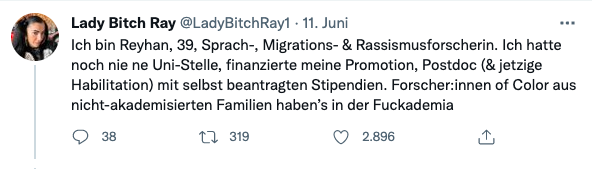 Lady Bitch Ray @LadyBitchRay1 · 11. Juni
Ich bin Reyhan, 39, Sprach-, Migrations- & Rassismusforscherin. Ich hatte
noch nie ne Uni-Stelle, finanzierte meine Promotion, Postdoc (& jetzige
Habilitation) mit selbst beantragten Stipendien. Forscher:innen of Color aus
nicht-akademisierten Familien haben's in der Fuckademia
38 319 2.896